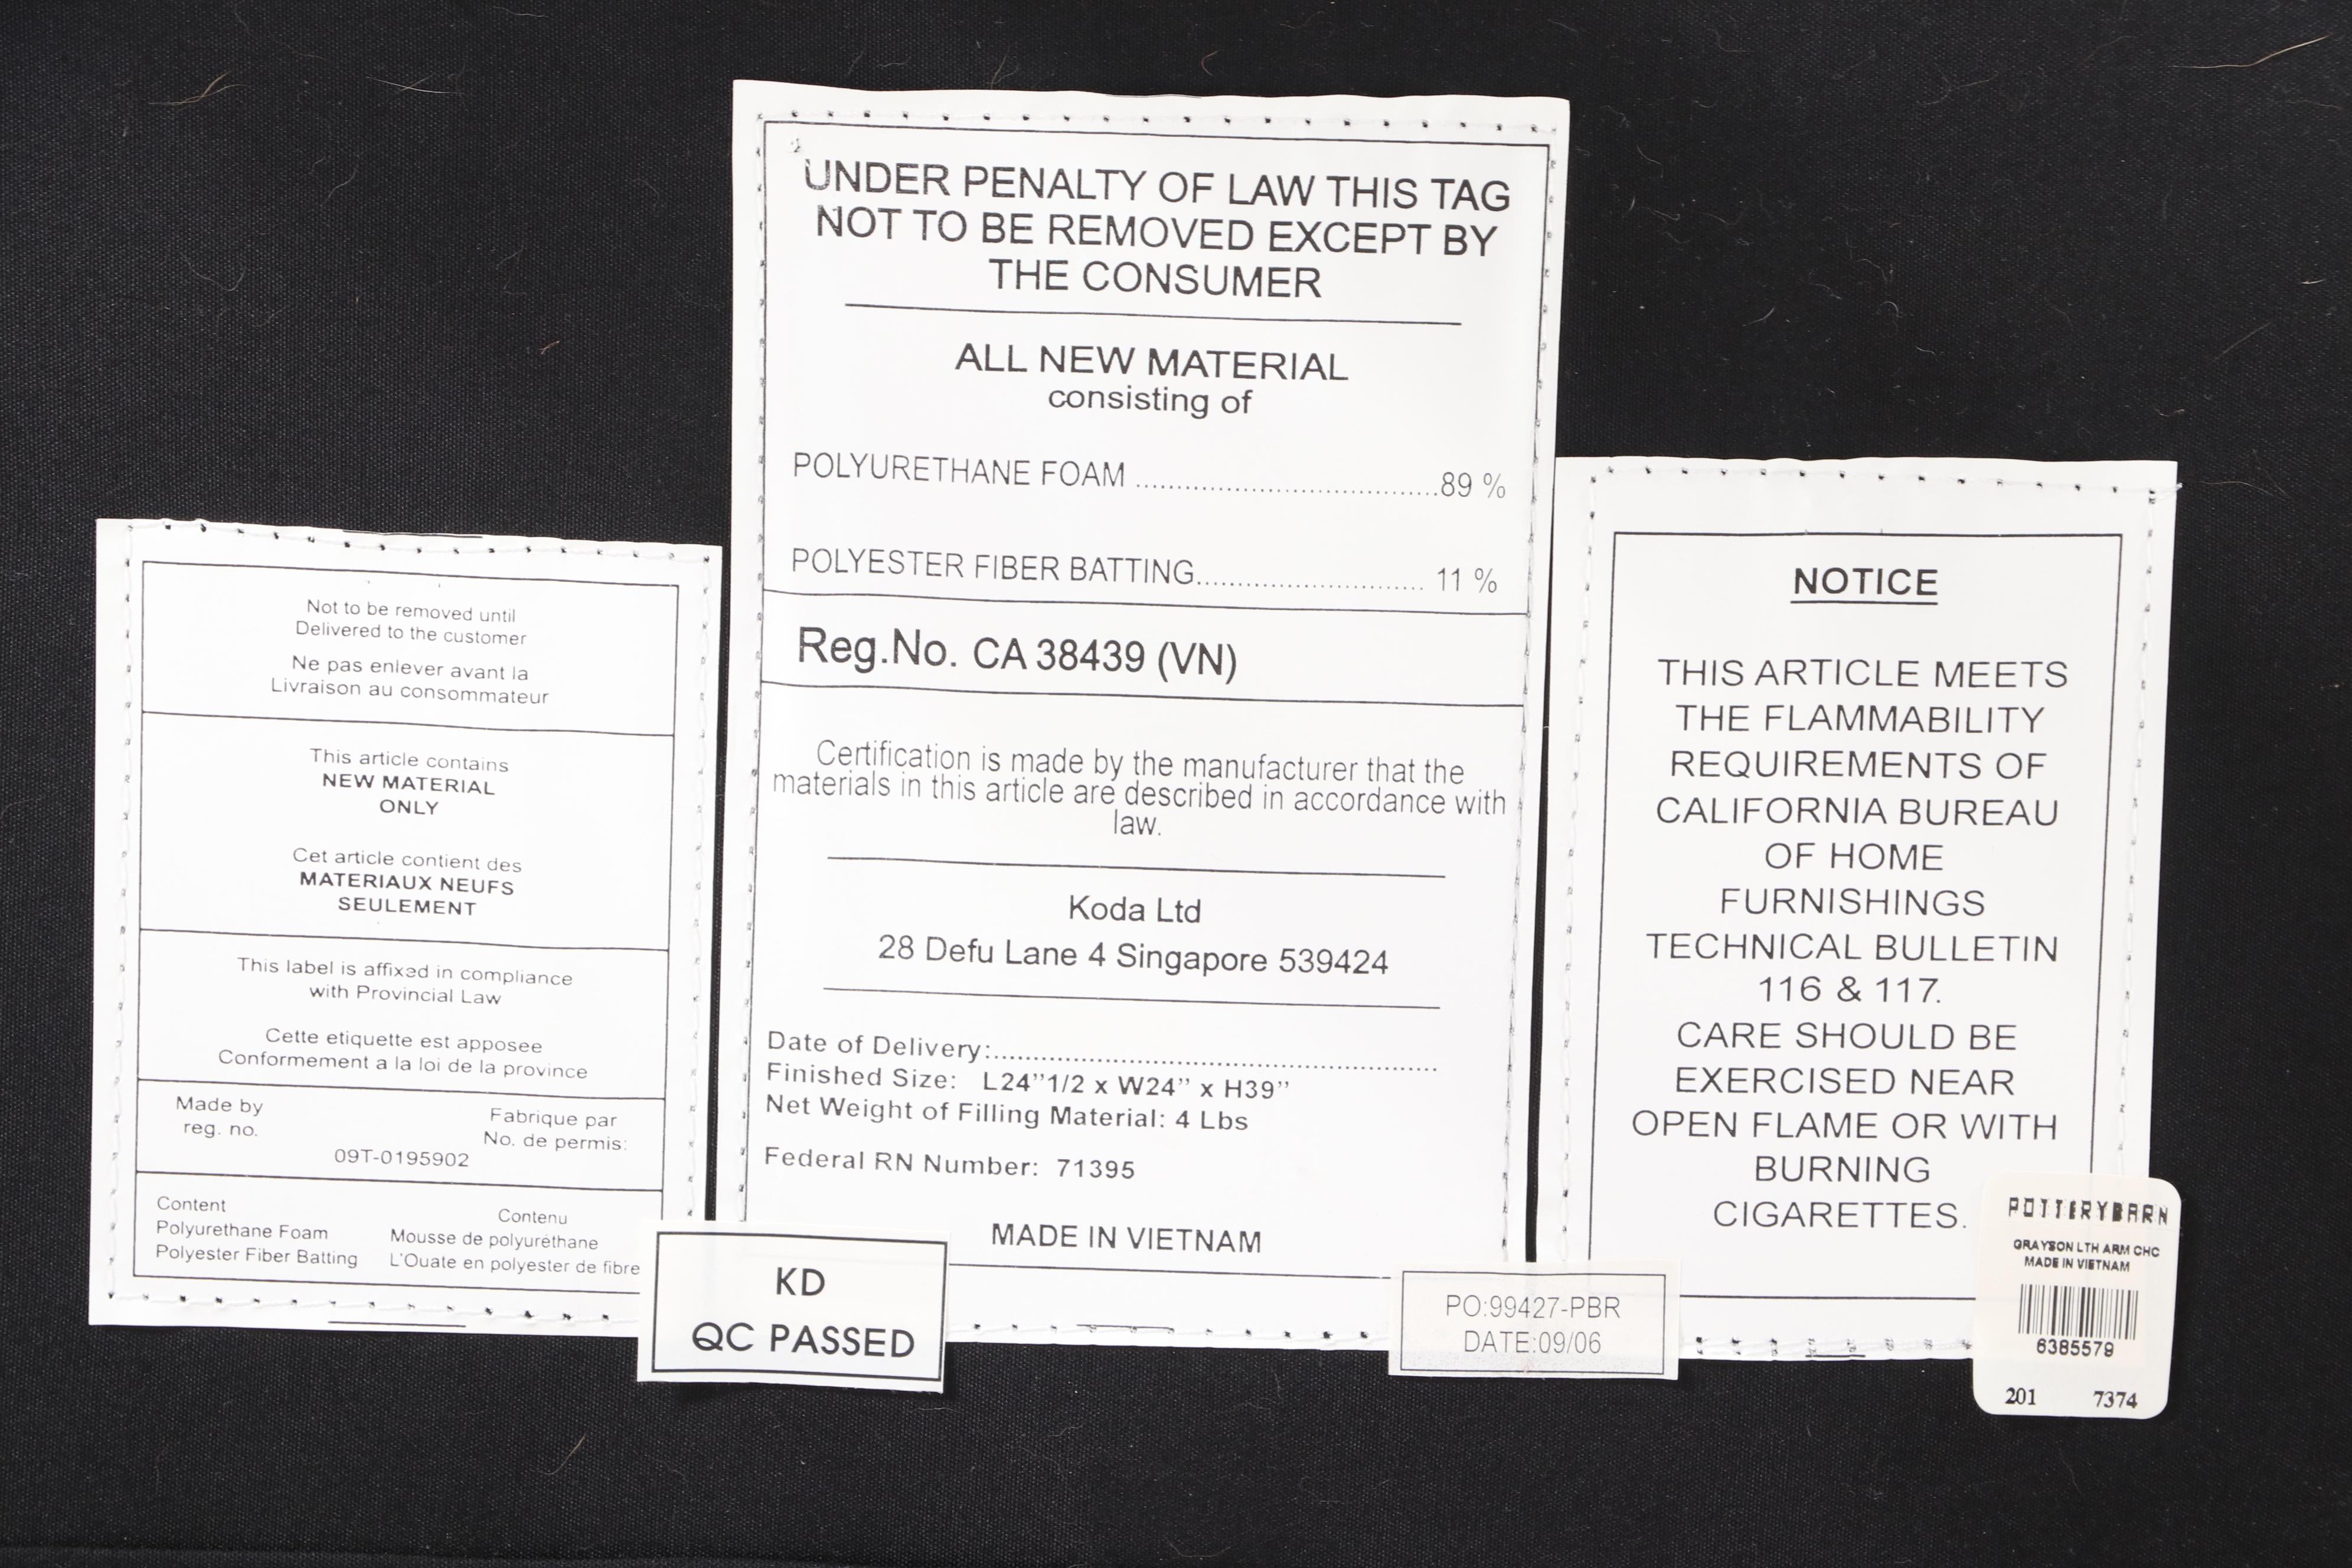 Not to be removed until
Delivered to the customer
Ne pas enlever avant la
Livraison au consommateur
This article contains
NEW MATERIAL
ONLY
Cet article contient des
MATERIAUX NEUFS
SEULEMENT
This label is affixed in compliance
with Provincial Law
Cette etiquette est apposee
Conformement a la loi de la province
Made by
reg. no.
Fabrique par
No. de permis:
09T-0195902
Content
Polyurethane Foam
Polyester Fiber Batting
Contenu
Mousse de polyuréthane
L'Ouate en polyester de fibre
UNDER PENALTY OF LAW THIS TAG
NOT TO BE REMOVED EXCEPT BY
THE CONSUMER
ALL NEW MATERIAL
consisting of
POLYURETHANE FOAM ......................................89 %
POLYESTER FIBER BATTING............................. 11 %
Reg.No. CA 38439 (VN)
Certification is made by the manufacturer that the
materials in this article are described in accordance with
law.
Koda Ltd
28 Defu Lane 4 Singapore 539424
Date of Delivery:......................................................
Finished Size: L24"1/2 x W24" x H39"
Net Weight of Filling Material: 4 Lbs
Federal RN Number: 71395
MADE IN VIETNAM
KD
QC PASSED
PO:99427-PBR
DATE:09/06
NOTICE
THIS ARTICLE MEETS
THE FLAMMABILITY
REQUIREMENTS OF
CALIFORNIA BUREAU
OF HOME
FURNISHINGS
TECHNICAL BULLETIN
116 & 117.
CARE SHOULD BE
EXERCISED NEAR
OPEN FLAME OR WITH
BURNING
CIGARETTES.
POTTERYBARN
GRAYSON LTH ARM CHC
MADE IN VIETNAM
6385579
201 7374